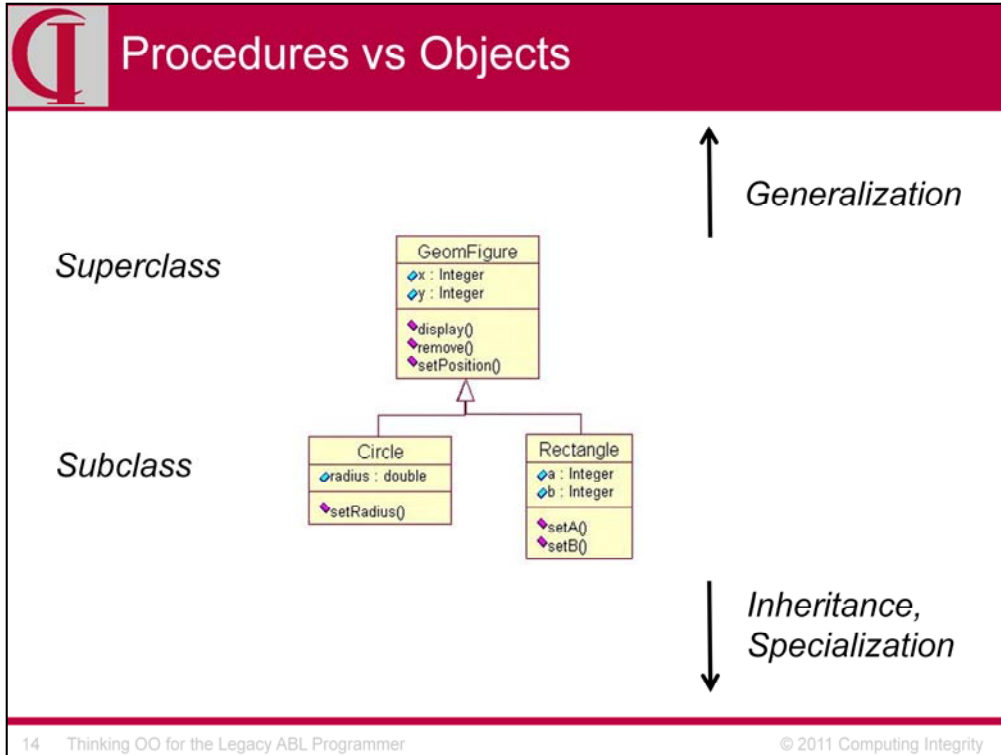 Procedures vs Objects
Generalization
Superclass
GeomFigure
x : Integer
y : Integer
display()
remove()
setPosition()
Subclass
Circle
radius : double
setRadius()
Rectangle
a : Integer
b : Integer
setA()
setB()
Inheritance,
Specialization
14 Thinking OO for the Legacy ABL Programmer
© 2011 Computing Integrity